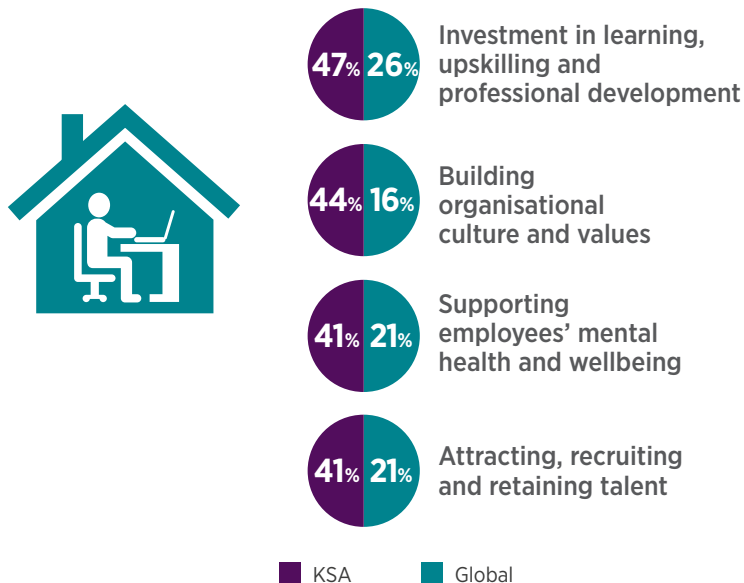 47% 26%
Investment in learning,
upskilling and
professional development
44% 16%
Building
organisational
culture and values
41% 21%
Supporting
employees’ mental
health and wellbeing
41% 21%
Attracting, recruiting
and retaining talent
KSA Global